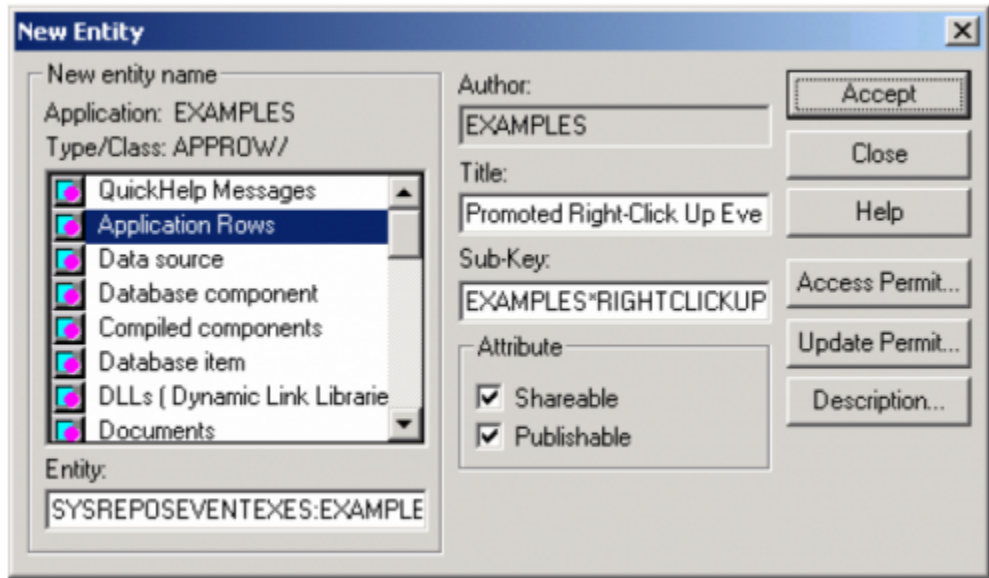 New Entity
New entity name
Application: EXAMPLES
Type/Class: APPROW/
QuickHelp Messages
Application Rows
Data source
Database component
Compiled components
Database item
DLLs ( Dynamic Link Librarie
Documents
Entity:
SYSREPOSEVENTEXES:EXAMPLE
Author:
EXAMPLES
Title:
Promoted Right-Click Up Eve
Sub-Key:
EXAMPLES*RIGHTCLICKUP
Attribute
Shareable
Publishable
Accept
Close
Help
Access Permit...
Update Permit...
Description...